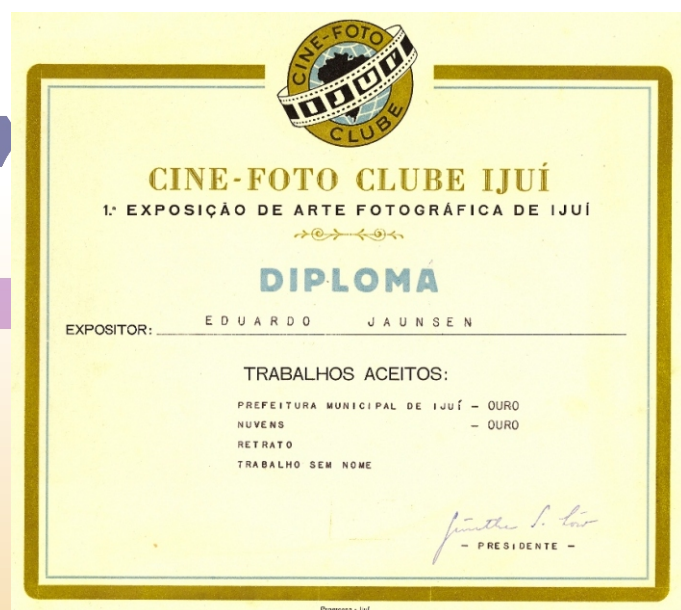 CINE-FOTO
IJUÍ
CLUBE
CINE-FOTO CLUBE IJUÍ
1.ª EXPOSIÇÃO DE ARTE FOTOGRÁFICA DE IJUÍ
DIPLOMA
EXPOSITOR: EDUARDO JAUNSEN
TRABALHOS ACEITOS:
PREFEITURA MUNICIPAL DE IJUÍ - OURO
NUVENS - OURO
RETRATO
TRABALHO SEM NOME
- PRESIDENTE -